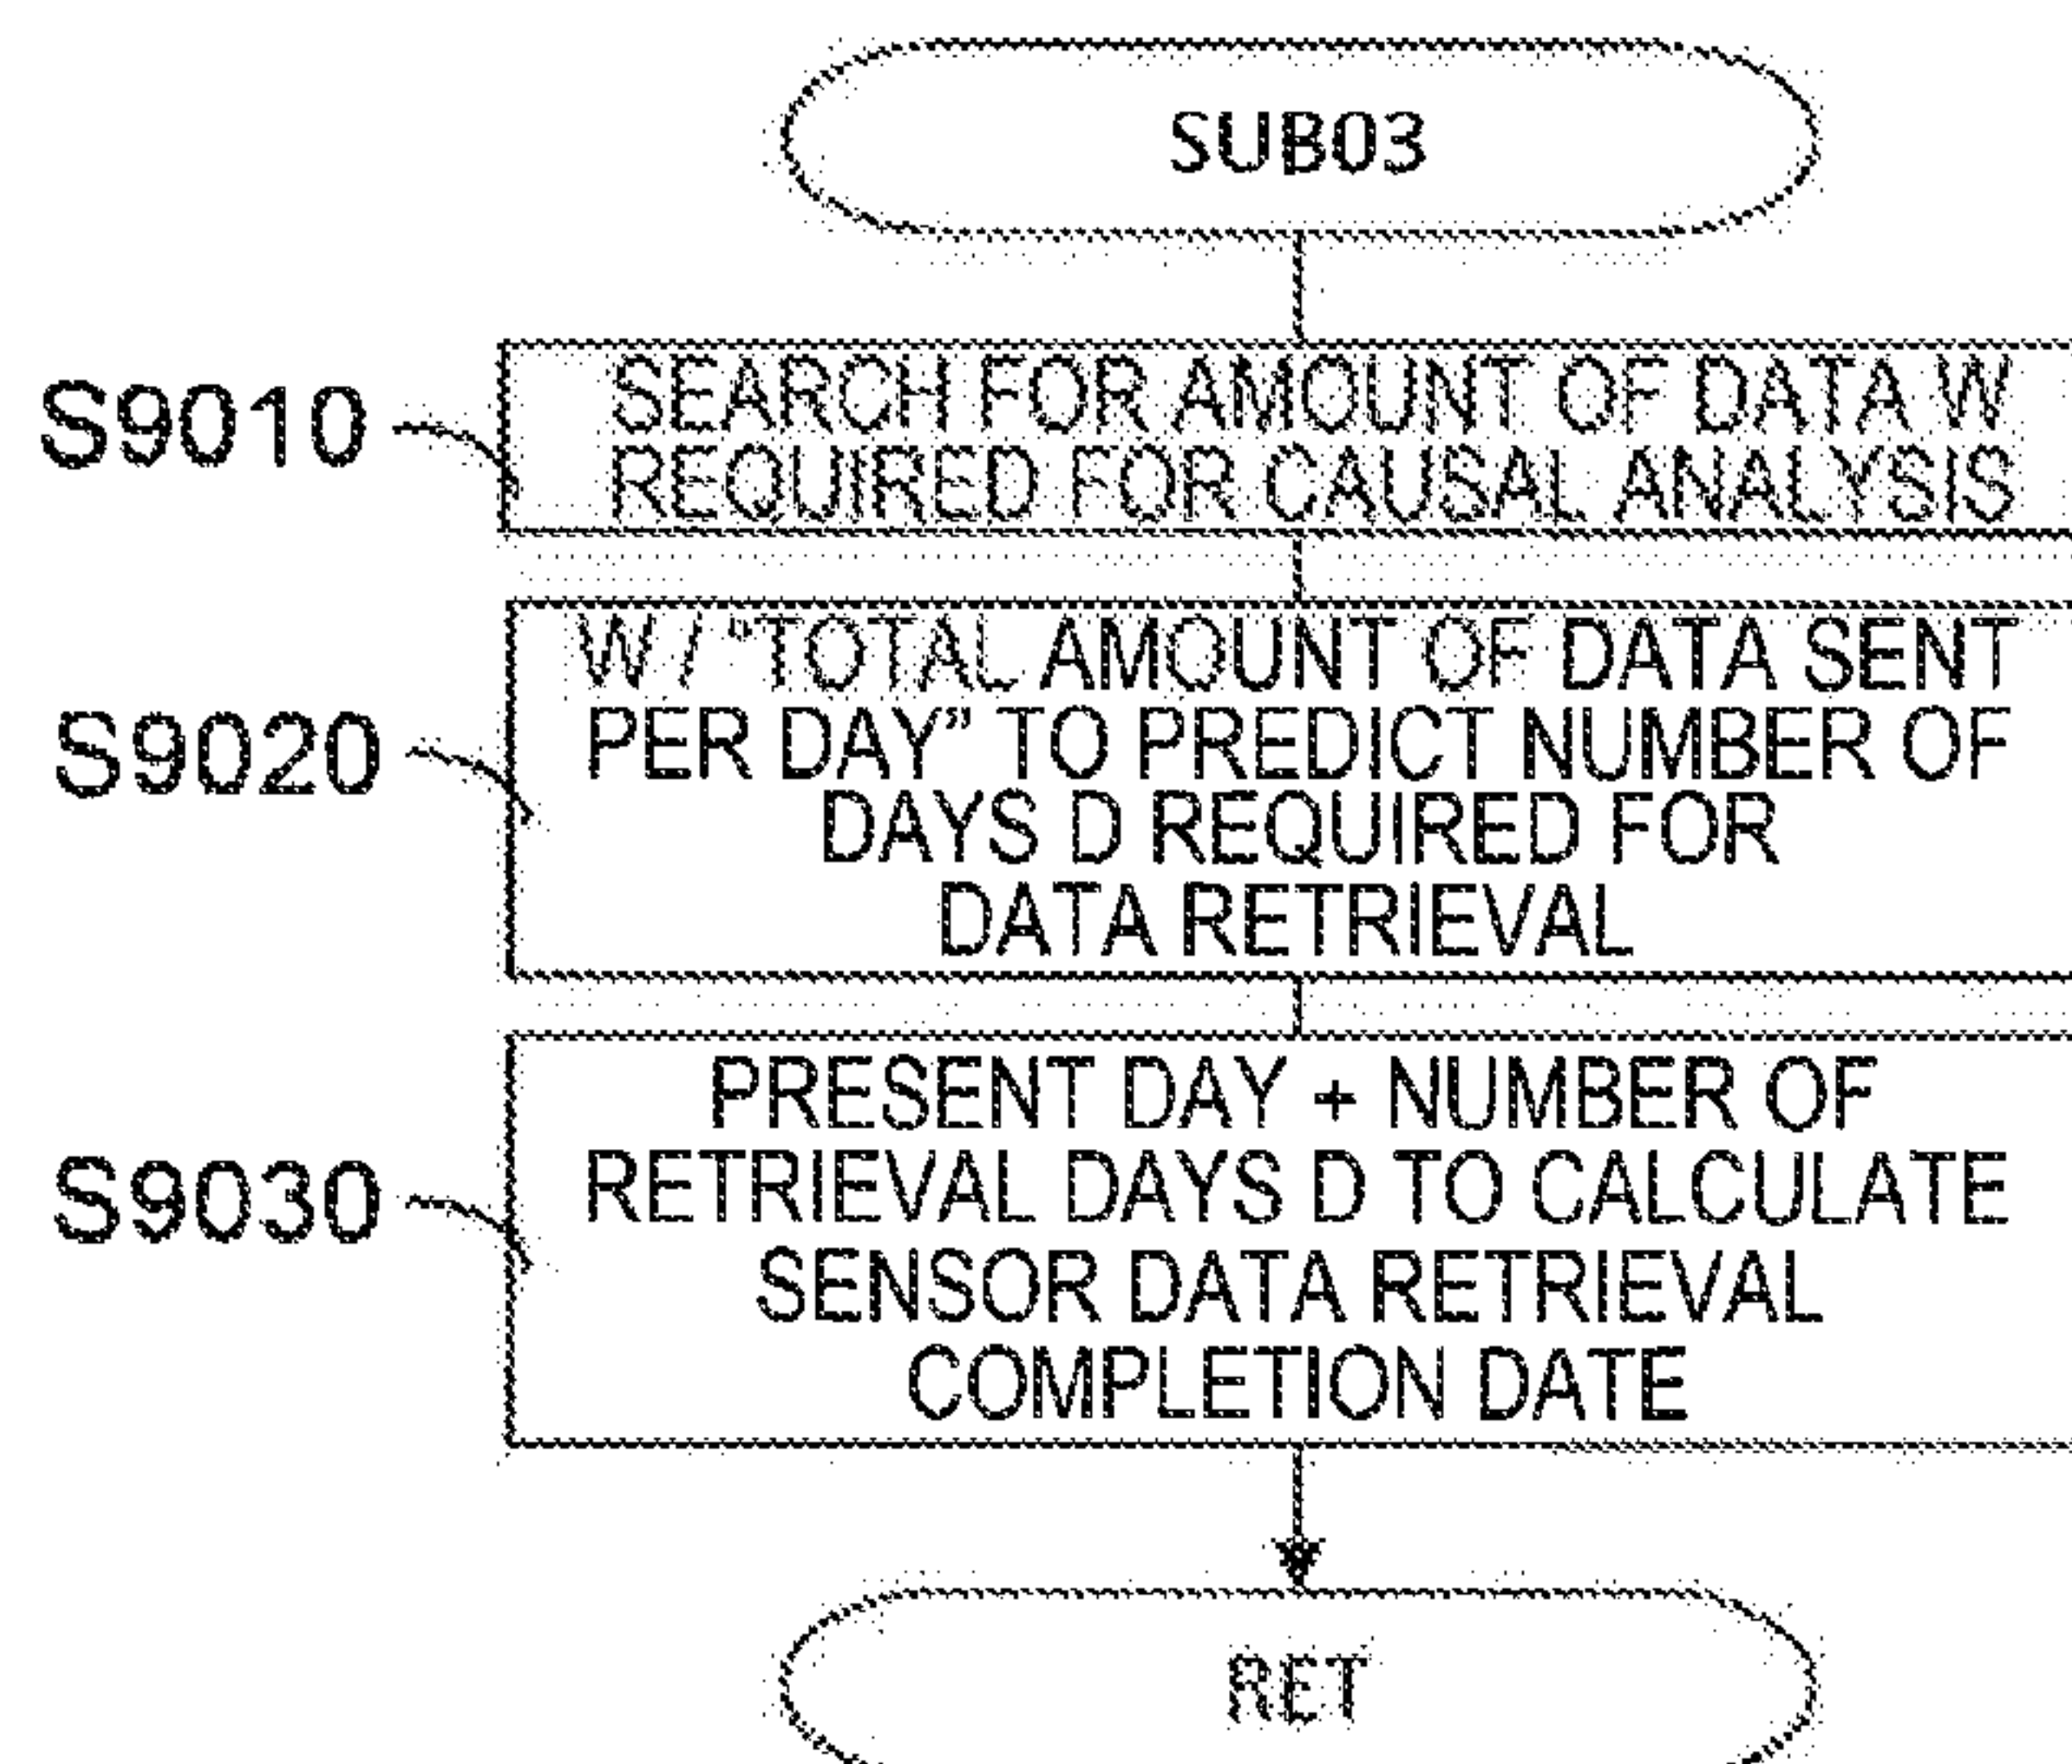 SUB03
S9010
SEARCH FOR AMOUNT OF DATA W
REQUIRED FOR CAUSAL ANALYSIS
S9020
W / “TOTAL AMOUNT OF DATA SENT
PER DAY” TO PREDICT NUMBER OF
DAYS D REQUIRED FOR
DATA RETRIEVAL
S9030
PRESENT DAY + NUMBER OF
RETRIEVAL DAYS D TO CALCULATE
SENSOR DATA RETRIEVAL
COMPLETION DATE
RET